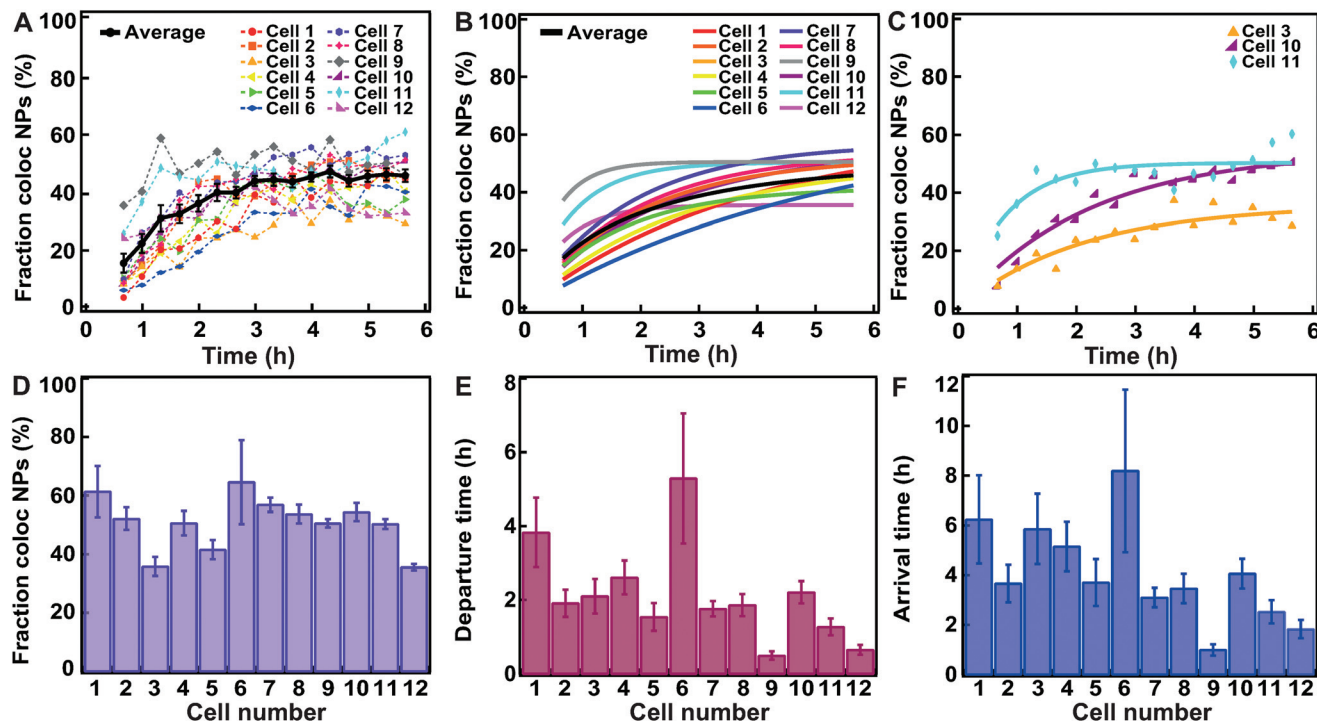 A
Average
Cell 1
Cell 2
Cell 3
Cell 4
Cell 5
Cell 6
Cell 7
Cell 8
Cell 9
Cell 10
Cell 11
Cell 12
Fraction coloc NPs (%)
100
80
60
40
20
0
0 1 2 3 4 5 6
Time (h)
B
Average
Cell 1
Cell 2
Cell 3
Cell 4
Cell 5
Cell 6
Cell 7
Cell 8
Cell 9
Cell 10
Cell 11
Cell 12
Fraction coloc NPs (%)
100
80
60
40
20
0
0 1 2 3 4 5 6
Time (h)
C
Cell 3
Cell 10
Cell 11
Fraction coloc NPs (%)
100
80
60
40
20
0
0 1 2 3 4 5 6
Time (h)
D
Fraction coloc NPs (%)
100
80
60
40
20
0
1 2 3 4 5 6 7 8 9 10 11 12
Cell number
E
Departure time (h)
8
6
4
2
0
1 2 3 4 5 6 7 8 9 10 11 12
Cell number
F
Arrival time (h)
12
10
8
6
4
2
0
1 2 3 4 5 6 7 8 9 10 11 12
Cell number